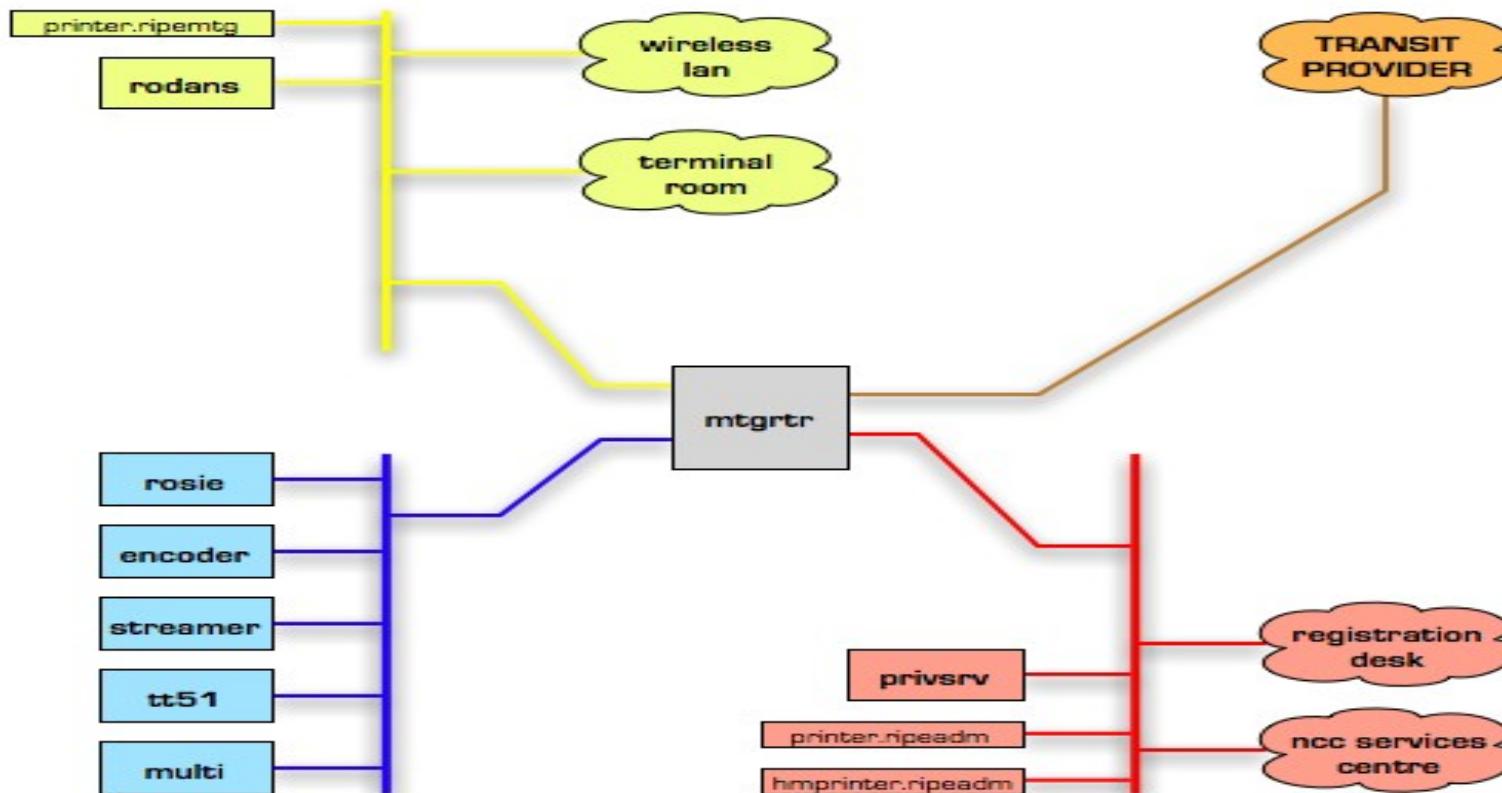 printer.ripemtg
rodans
wireless
lan
TRANSIT
PROVIDER
terminal
room
mtgrtr
rosie
encoder
streamer
tt51
multi
registration
desk
privsrv
printer.ripeadm
hmprinter.ripeadm
ncc services
centre